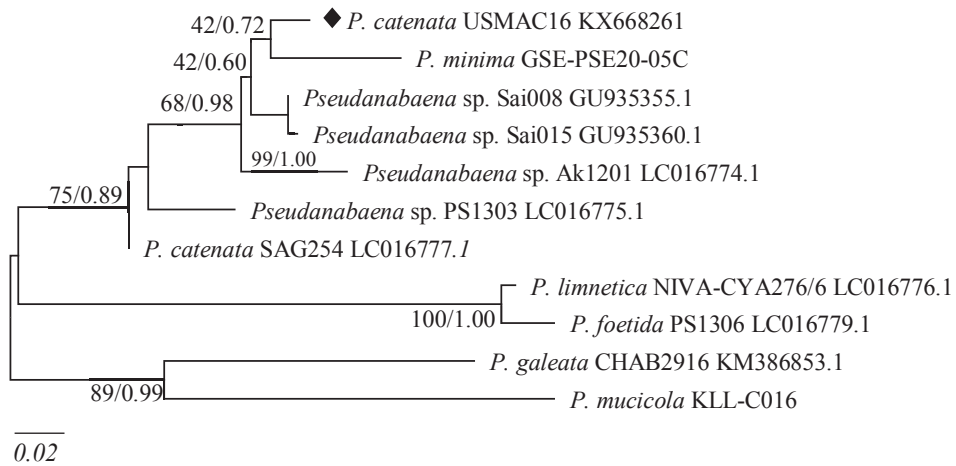 42/0.72
P. catenata USMAC16 KX668261
P. minima GSE-PSE20-05C
42/0.60
Pseudanabaena sp. Sai008 GU935355.1
68/0.98
Pseudanabaena sp. Sai015 GU935360.1
99/1.00
Pseudanabaena sp. Ak1201 LC016774.1
75/0.89
Pseudanabaena sp. PS1303 LC016775.1
P. catenata SAG254 LC016777.1
P. limnetica NIVA-CYA276/6 LC016776.1
100/1.00
P. foetida PS1306 LC016779.1
P. galeata CHAB2916 KM386853.1
89/0.99
P. mucicola KLL-C016
0.02